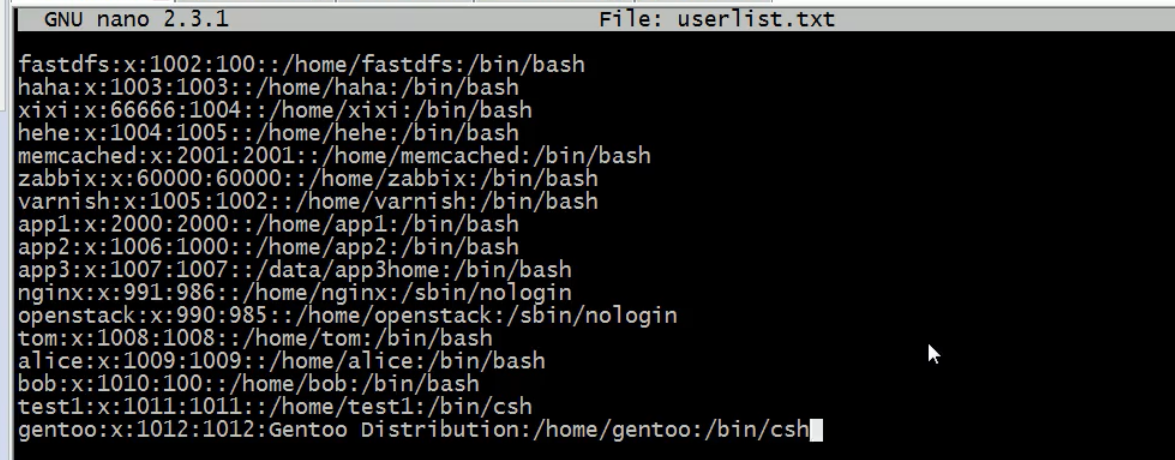 GNU nano 2.3.1 File: userlist.txt
fastdfs:x:1002:100::/home/fastdfs:/bin/bash
haha:x:1003:1003::/home/haha:/bin/bash
xixi:x:66666:1004::/home/xixi:/bin/bash
hehe:x:1004:1005::/home/hehe:/bin/bash
memcached:x:2001:2001::/home/memcached:/bin/bash
zabbix:x:60000:60000::/home/zabbix:/bin/bash
varnish:x:1005:1002::/home/varnish:/bin/bash
app1:x:2000:2000::/home/app1:/bin/bash
app2:x:1006:1000::/home/app2:/bin/bash
app3:x:1007:1007::/data/app3home:/bin/bash
nginx:x:991:986::/home/nginx:/sbin/nologin
openstack:x:990:985::/home/openstack:/sbin/nologin
tom:x:1008:1008::/home/tom:/bin/bash
alice:x:1009:1009::/home/alice:/bin/bash
bob:x:1010:100::/home/bob:/bin/bash
test1:x:1011:1011::/home/test1:/bin/csh
gentoo:x:1012:1012:Gentoo Distribution:/home/gentoo:/bin/csh